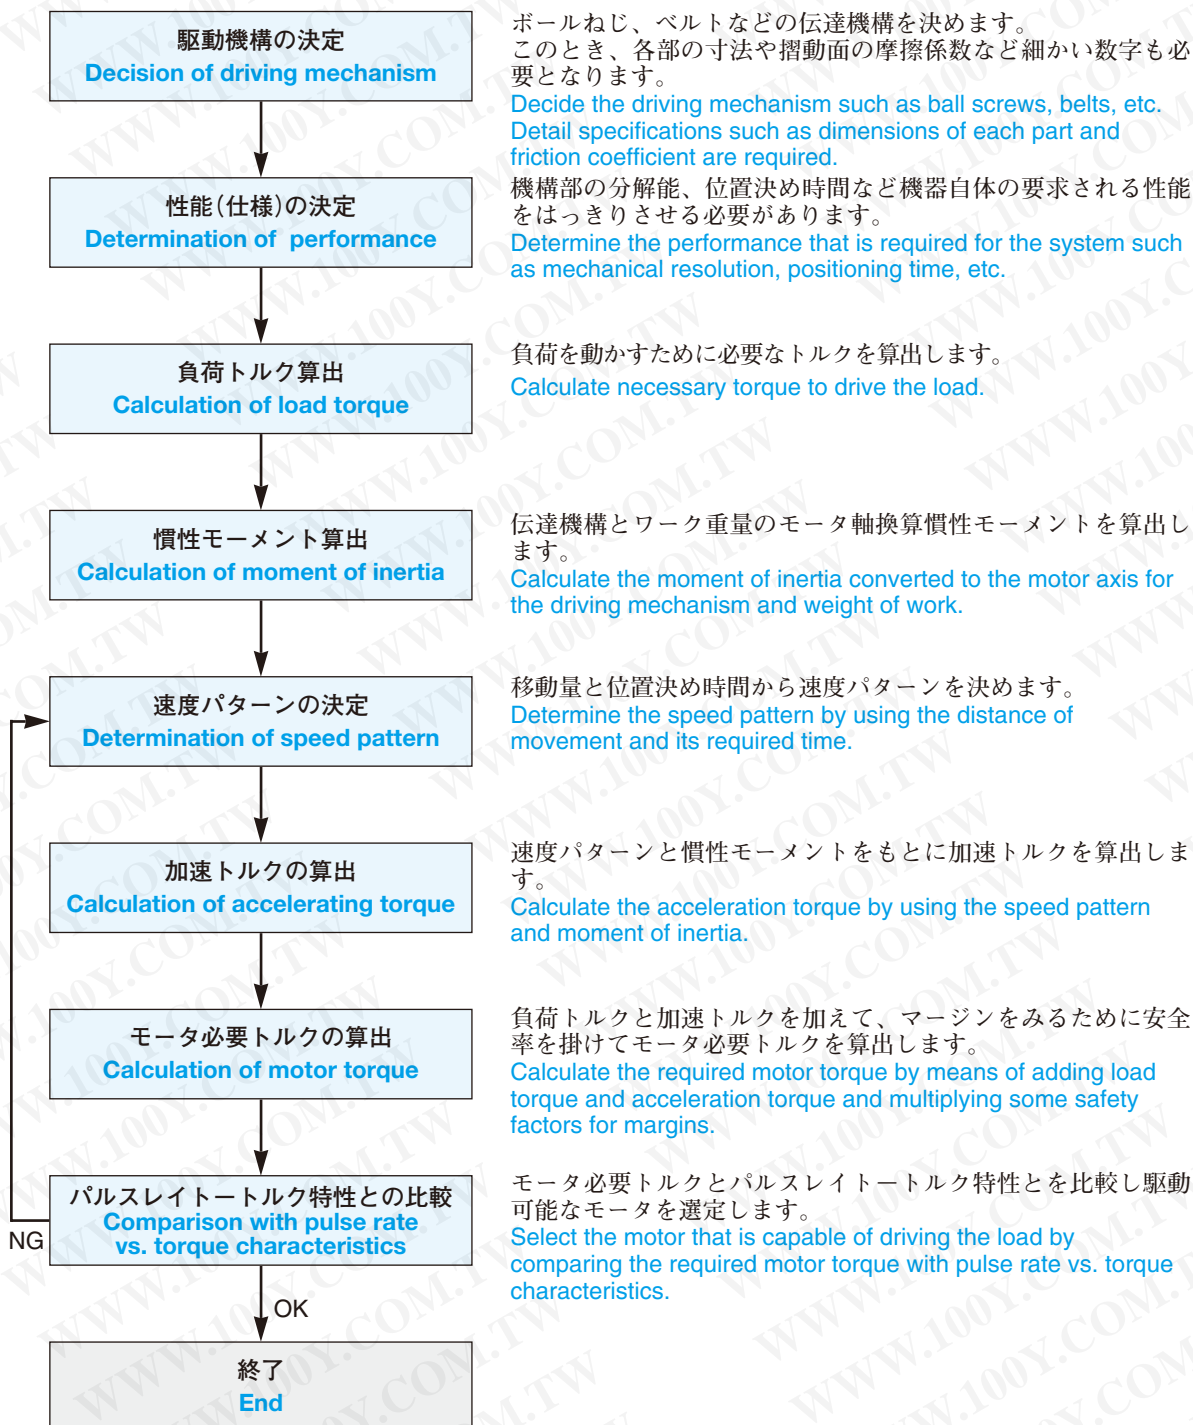 駆動機構の決定
Decision of driving mechanism
ボールねじ、ベルトなどの伝達機構を決めます。
このとき、各部の寸法や摺動面の摩擦係数など細かい数字も必
要となります。
Decide the driving mechanism such as ball screws, belts, etc.
Detail specifications such as dimensions of each part and
friction coefficient are required.
性能(仕様)の決定
Determination of performance
機構部の分解能、位置決め時間など機器自体の要求される性能
をはっきりさせる必要があります。
Determine the performance that is required for the system such
as mechanical resolution, positioning time, etc.
負荷トルク算出
Calculation of load torque
負荷を動かすために必要なトルクを算出します。
Calculate necessary torque to drive the load.
慣性モーメント算出
Calculation of moment of inertia
伝達機構とワーク重量のモータ軸換算慣性モーメントを算出し
ます。
Calculate the moment of inertia converted to the motor axis for
the driving mechanism and weight of work.
速度パターンの決定
Determination of speed pattern
移動量と位置決め時間から速度パターンを決めます。
Determine the speed pattern by using the distance of
movement and its required time.
加速トルクの算出
Calculation of accelerating torque
速度パターンと慣性モーメントをもとに加速トルクを算出しま
す。
Calculate the acceleration torque by using the speed pattern
and moment of inertia.
モータ必要トルクの算出
Calculation of motor torque
負荷トルクと加速トルクを加えて、マージンをみるために安全
率を掛けてモータ必要トルクを算出します。
Calculate the required motor torque by means of adding load
torque and acceleration torque and multiplying some safety
factors for margins.
パルスレイトートルク特性との比較
Comparison with pulse rate
vs. torque characteristics
モータ必要トルクとパルスレイト−トルク特性とを比較し駆動
可能なモータを選定します。
Select the motor that is capable of driving the load by
comparing the required motor torque with pulse rate vs. torque
characteristics.
NG
OK
終了
End
WWW.100Y.COM.TW